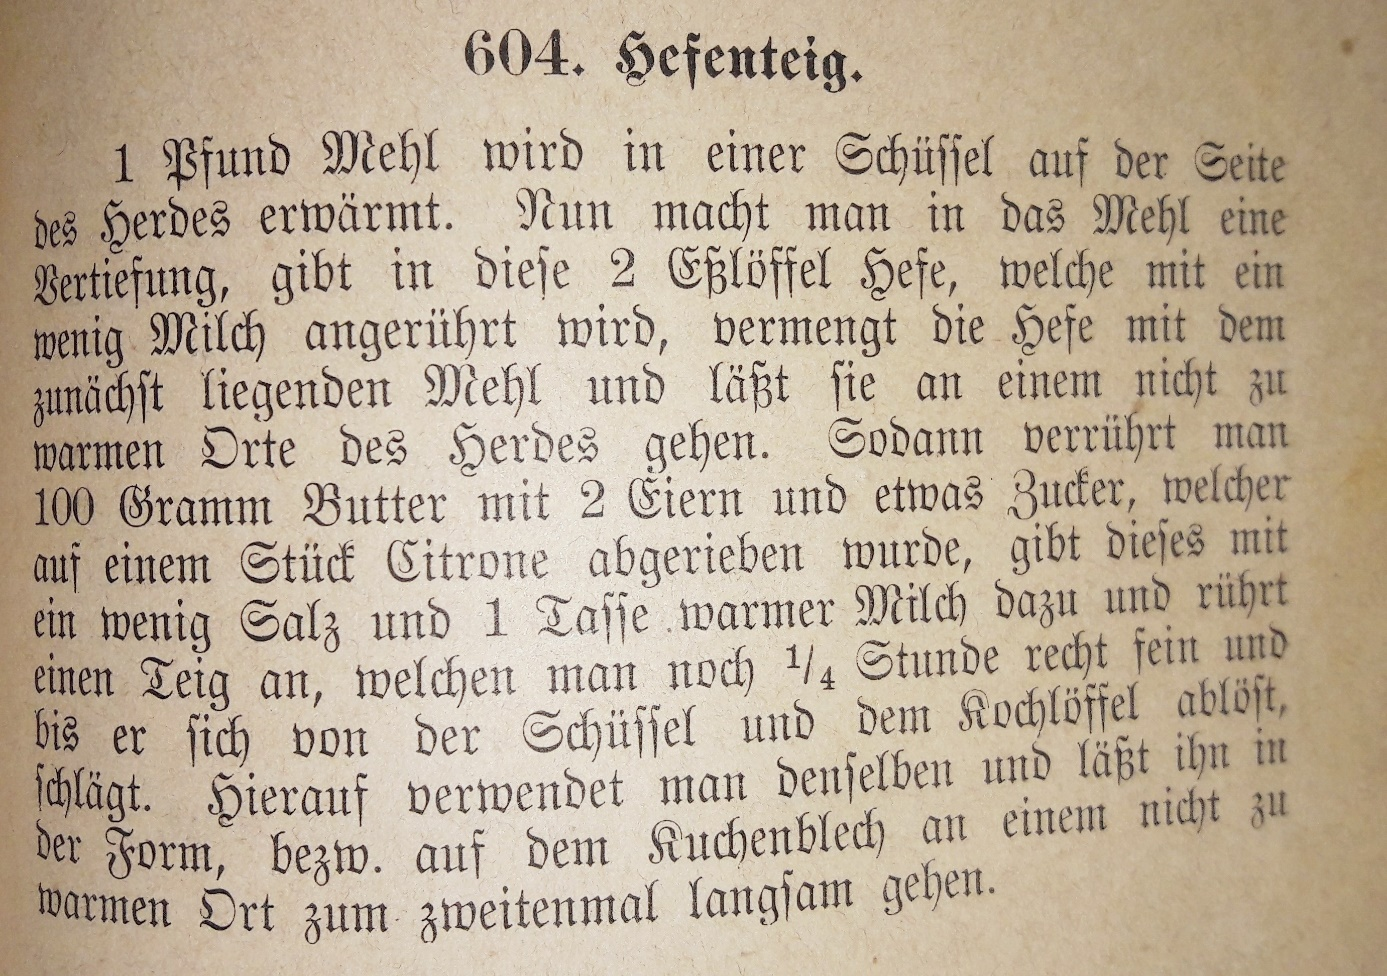 604. Hefenteig.
1 Pfund Mehl wird in einer Schüſſel auf der Seite
des Herdes erwärmt. Nun macht man in das Mehl eine
Vertiefung, gibt in dieſe 2 Eßlöffel Hefe, welche mit ein
wenig Milch angerührt wird, vermengt die Hefe mit dem
zunächſt liegenden Mehl und läßt ſie an einem nicht zu
warmen Orte des Herdes gehen. Sodann verrührt man
100 Gramm Butter mit 2 Eiern und etwas Zucker, welcher
auf einem Stück Citrone abgerieben wurde, gibt dieſes mit
ein wenig Salz und 1 Taſſe warmer Milch dazu und rührt
einen Teig an, welchen man noch 1/4 Stunde recht fein und
bis er ſich von der Schüſſel und dem Kochlöffel ablöſt,
ſchlägt. Hierauf verwendet man denſelben und läßt ihn in
der Form, bezw. auf dem Kuchenblech an einem nicht zu
warmen Ort zum zweitenmal langſam gehen.